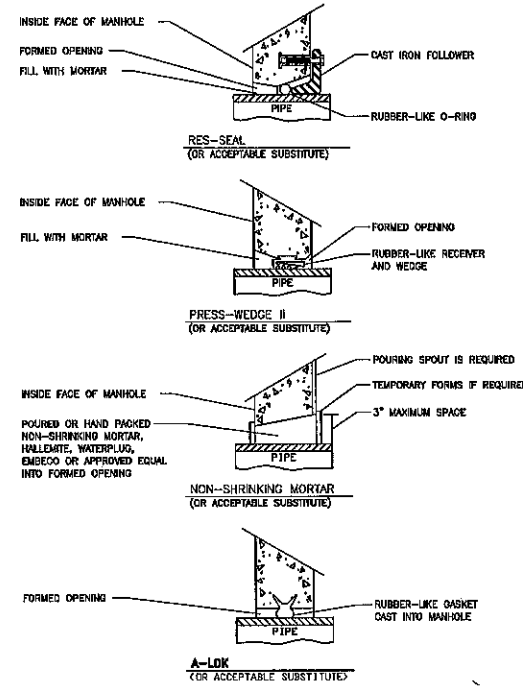 INSIDE FACE OF MANHOLE
FORMED OPENING
FILL WITH MORTAR
CAST IRON FOLLOWER
PIPE
RUBBER-LIKE O-RING
RES-SEAL
(OR ACCEPTABLE SUBSTITUTE)
INSIDE FACE OF MANHOLE
FORMED OPENING
FILL WITH MORTAR
RUBBER-LIKE RECEIVER
AND WEDGE
PIPE
PRESS-WEDGE II
(OR ACCEPTABLE SUBSTITUTE)
POURING SPOUT IS REQUIRED
TEMPORARY FORMS IF REQUIRED
INSIDE FACE OF MANHOLE
3" MAXIMUM SPACE
POURED OR HAND PACKED
NON-SHRINKING MORTAR,
HALLEMITE, WATERPLUG,
EMBECO OR APPROVED EQUAL
INTO FORMED OPENING
PIPE
NON-SHRINKING MORTAR
(OR ACCEPTABLE SUBSTITUTE)
FORMED OPENING
RUBBER-LIKE GASKET
CAST INTO MANHOLE
PIPE
A-LOK
(OR ACCEPTABLE SUBSTITUTE)